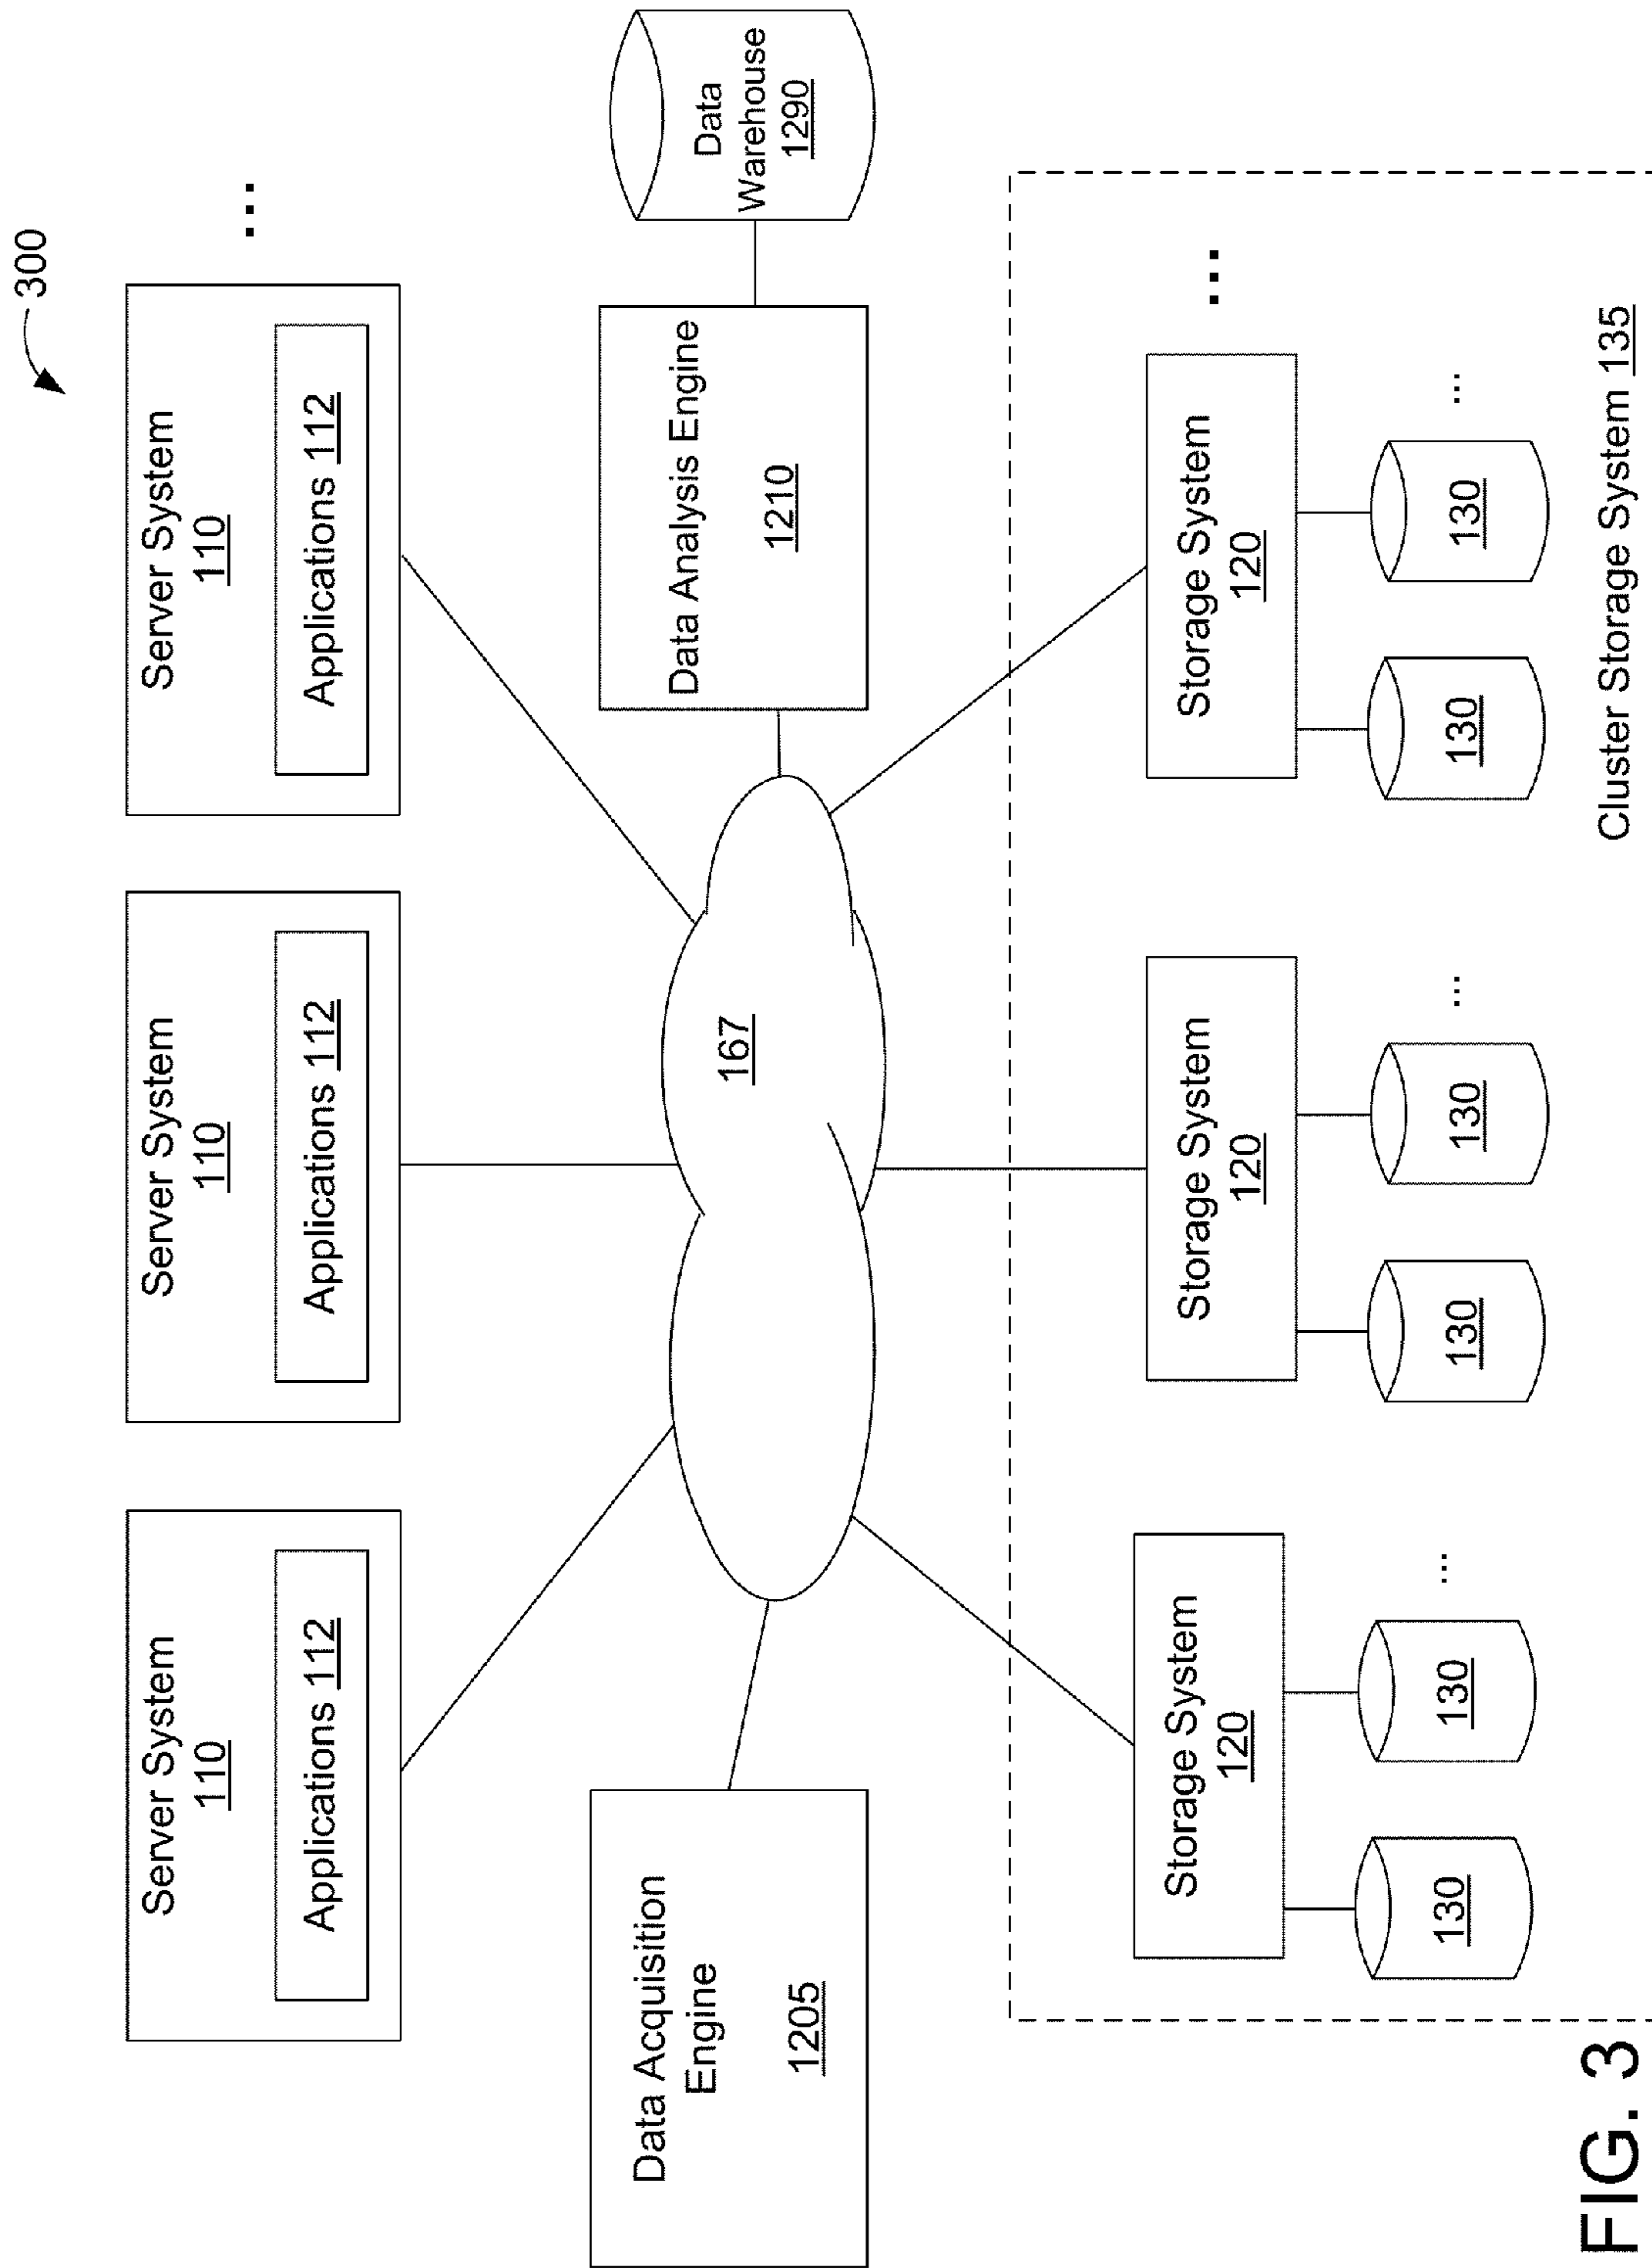 300
Server System
110
Applications 112
Server System
110
Applications 112
Server System
110
Applications 112
...
Data Acquisition
Engine
1205
167
Data Analysis Engine
1210
Data
Warehouse
1290
Storage System
120
130
130
...
Storage System
120
130
130
...
Storage System
120
130
130
...
...
Cluster Storage System 135
FIG. 3